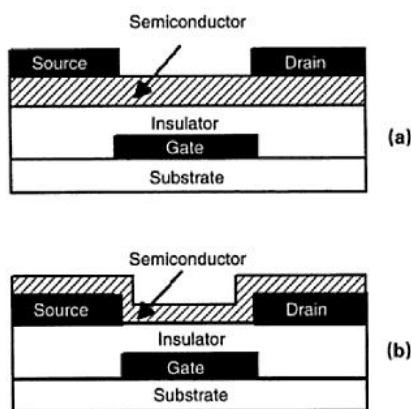 Semiconductor
Source Drain
Insulator
Gate
(a)
Substrate
Semiconductor
Source Drain
Insulator
Gate
(b)
Substrate